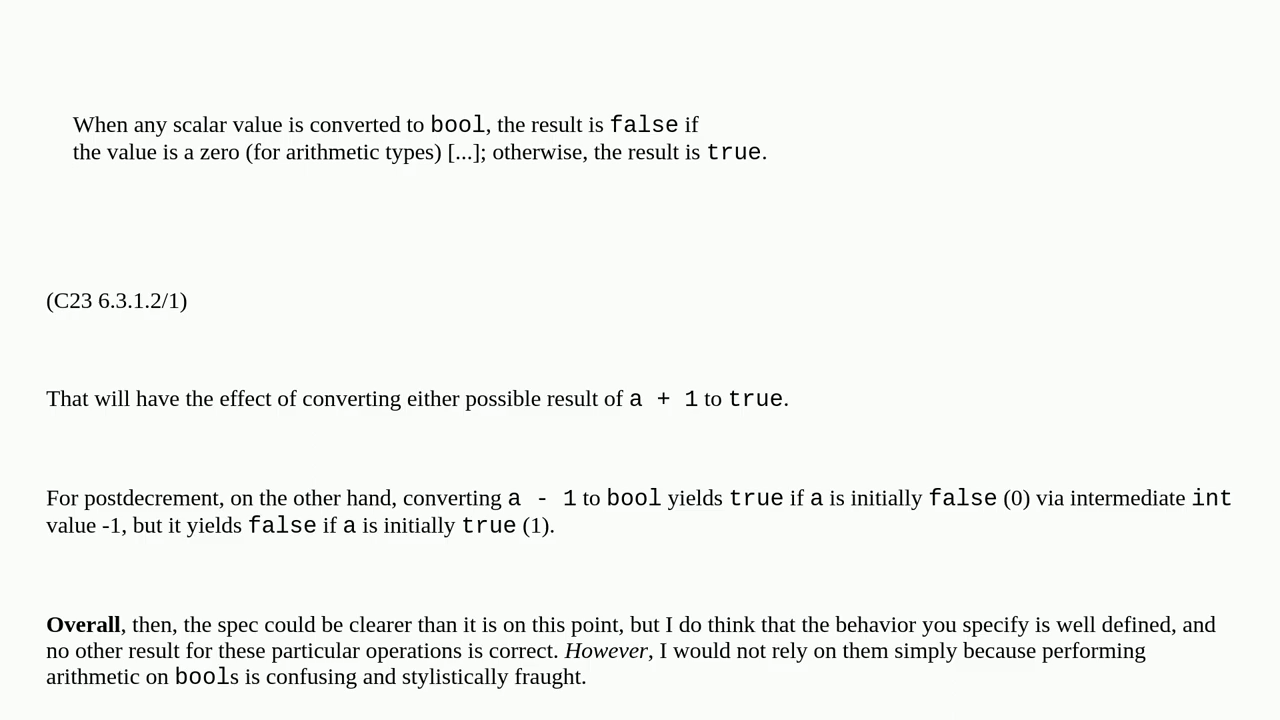 When any scalar value is converted to bool, the result is false if
the value is a zero (for arithmetic types) [...]; otherwise, the result is true.
(C23 6.3.1.2/1)
That will have the effect of converting either possible result of a + 1 to true.
For postdecrement, on the other hand, converting a - 1 to bool yields true if a is initially false (0) via intermediate int
value -1, but it yields false if a is initially true (1).
Overall, then, the spec could be clearer than it is on this point, but I do think that the behavior you specify is well defined, and
no other result for these particular operations is correct. However, I would not rely on them simply because performing
arithmetic on bools is confusing and stylistically fraught.